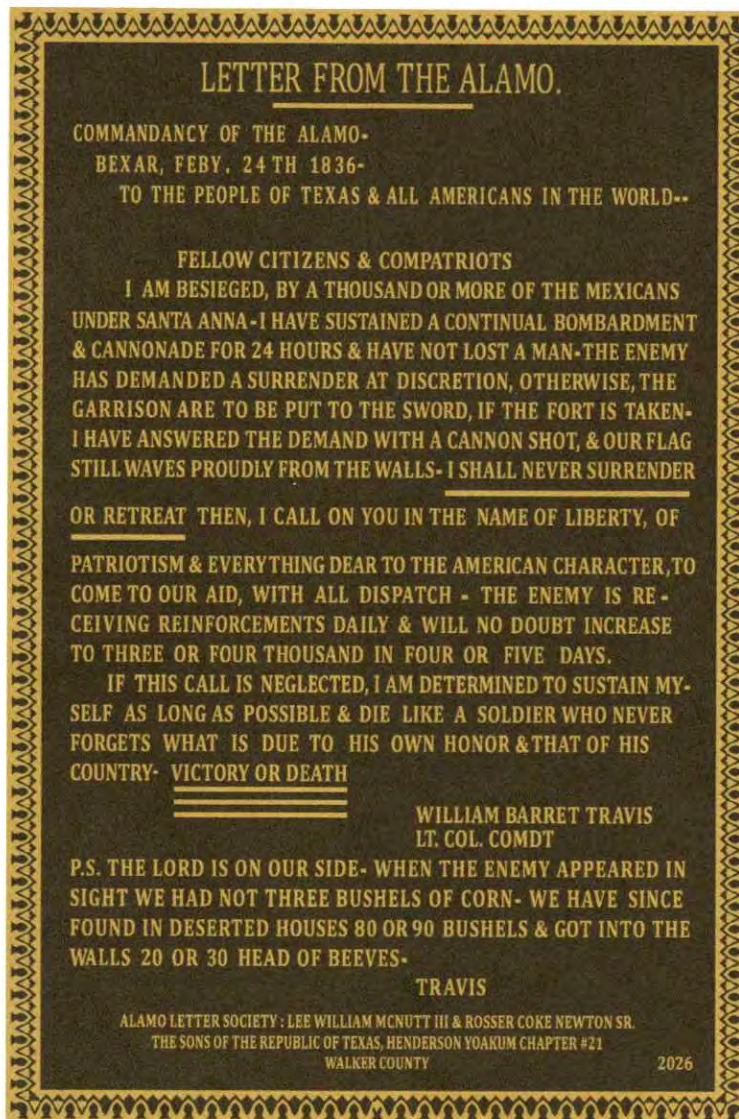 LETTER FROM THE ALAMO.
COMMANDANCY OF THE ALAMO-
BEXAR, FEBY. 24TH 1836-
TO THE PEOPLE OF TEXAS & ALL AMERICANS IN THE WORLD--
FELLOW CITIZENS & COMPATRIOTS
I AM BESIEGED, BY A THOUSAND OR MORE OF THE MEXICANS
UNDER SANTA ANNA-I HAVE SUSTAINED A CONTINUAL BOMBARDMENT
& CANNONADE FOR 24 HOURS & HAVE NOT LOST A MAN-THE ENEMY
HAS DEMANDED A SURRENDER AT DISCRETION, OTHERWISE, THE
GARRISON ARE TO BE PUT TO THE SWORD, IF THE FORT IS TAKEN-
I HAVE ANSWERED THE DEMAND WITH A CANNON SHOT, & OUR FLAG
STILL WAVES PROUDLY FROM THE WALLS- I SHALL NEVER SURRENDER
OR RETREAT THEN, I CALL ON YOU IN THE NAME OF LIBERTY, OF
PATRIOTISM & EVERYTHING DEAR TO THE AMERICAN CHARACTER, TO
COME TO OUR AID, WITH ALL DISPATCH - THE ENEMY IS RE-
CEIVING REINFORCEMENTS DAILY & WILL NO DOUBT INCREASE
TO THREE OR FOUR THOUSAND IN FOUR OR FIVE DAYS.
IF THIS CALL IS NEGLECTED, I AM DETERMINED TO SUSTAIN MY-
SELF AS LONG AS POSSIBLE & DIE LIKE A SOLDIER WHO NEVER
FORGETS WHAT IS DUE TO HIS OWN HONOR & THAT OF HIS
COUNTRY- VICTORY OR DEATH
WILLIAM BARRET TRAVIS
LT. COL. COMDT
P.S. THE LORD IS ON OUR SIDE- WHEN THE ENEMY APPEARED IN
SIGHT WE HAD NOT THREE BUSHELS OF CORN- WE HAVE SINCE
FOUND IN DESERTED HOUSES 80 OR 90 BUSHELS & GOT INTO THE
WALLS 20 OR 30 HEAD OF BEEVES-
TRAVIS
ALAMO LETTER SOCIETY : LEE WILLIAM MCNUTT III & ROSSER COKE NEWTON SR.
THE SONS OF THE REPUBLIC OF TEXAS, HENDERSON YOAKUM CHAPTER #21
WALKER COUNTY
2026